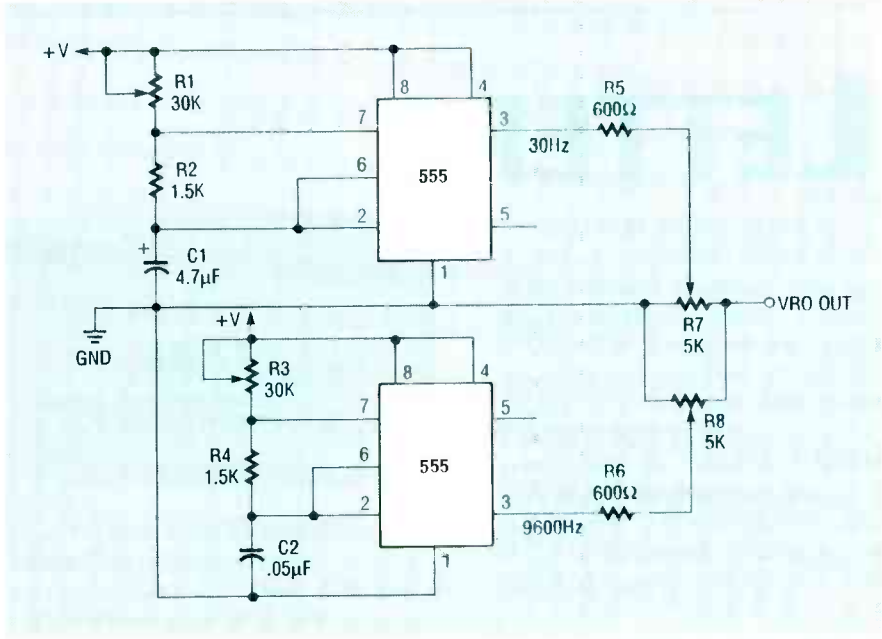 +V
R1
30K
8
4
R5
600Ω
7
3
30Hz
R2
1.5K
6
555
2
5
+
C1
4.7µF
1
+V
GND
VRO OUT
R7
5K
R3
30K
8
4
7
5
R8
5K
R4
1.5K
6
555
R6
600Ω
2
3
9600Hz
C2
.05µF
1